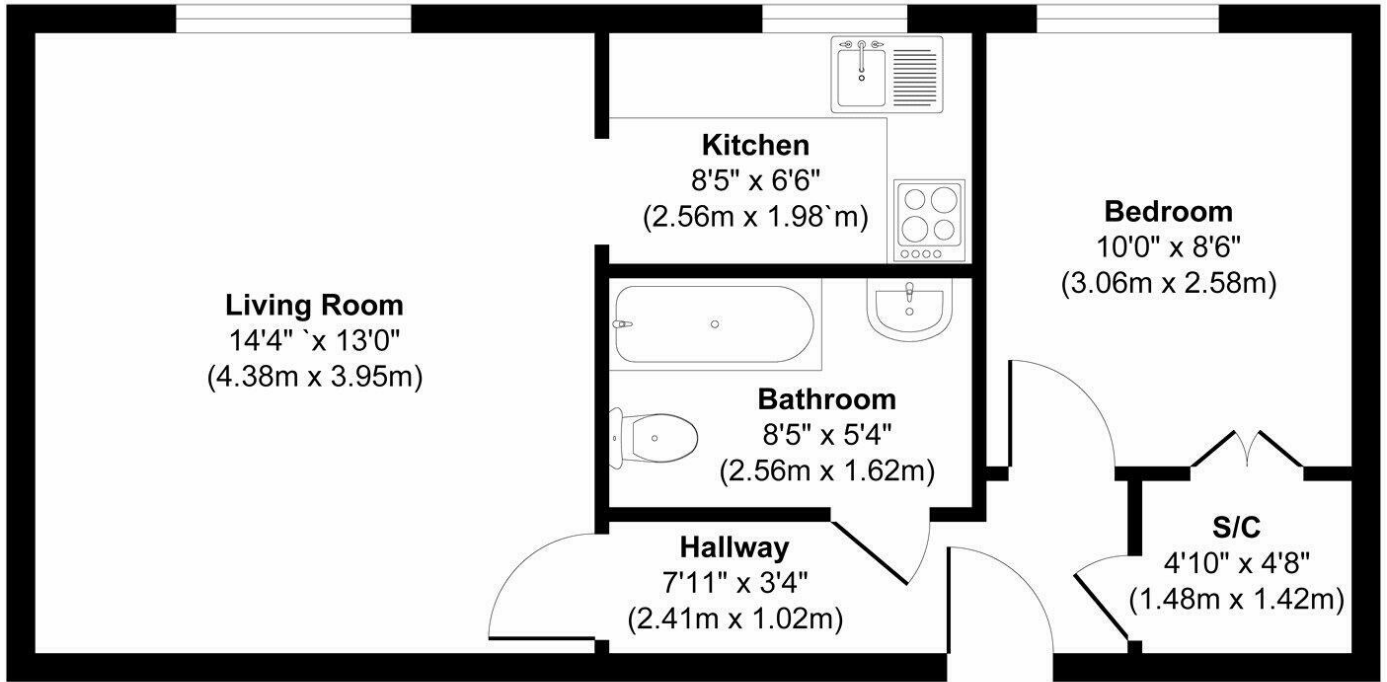 Living Room
14'4" `x 13'0"
(4.38m x 3.95m)
Kitchen
8'5" x 6'6"
(2.56m x 1.98`m)
Bathroom
8'5" x 5'4"
(2.56m x 1.62m)
Hallway
7'11" x 3'4"
(2.41m x 1.02m)
Bedroom
10'0" x 8'6"
(3.06m x 2.58m)
S/C
4'10" x 4'8"
(1.48m x 1.42m)